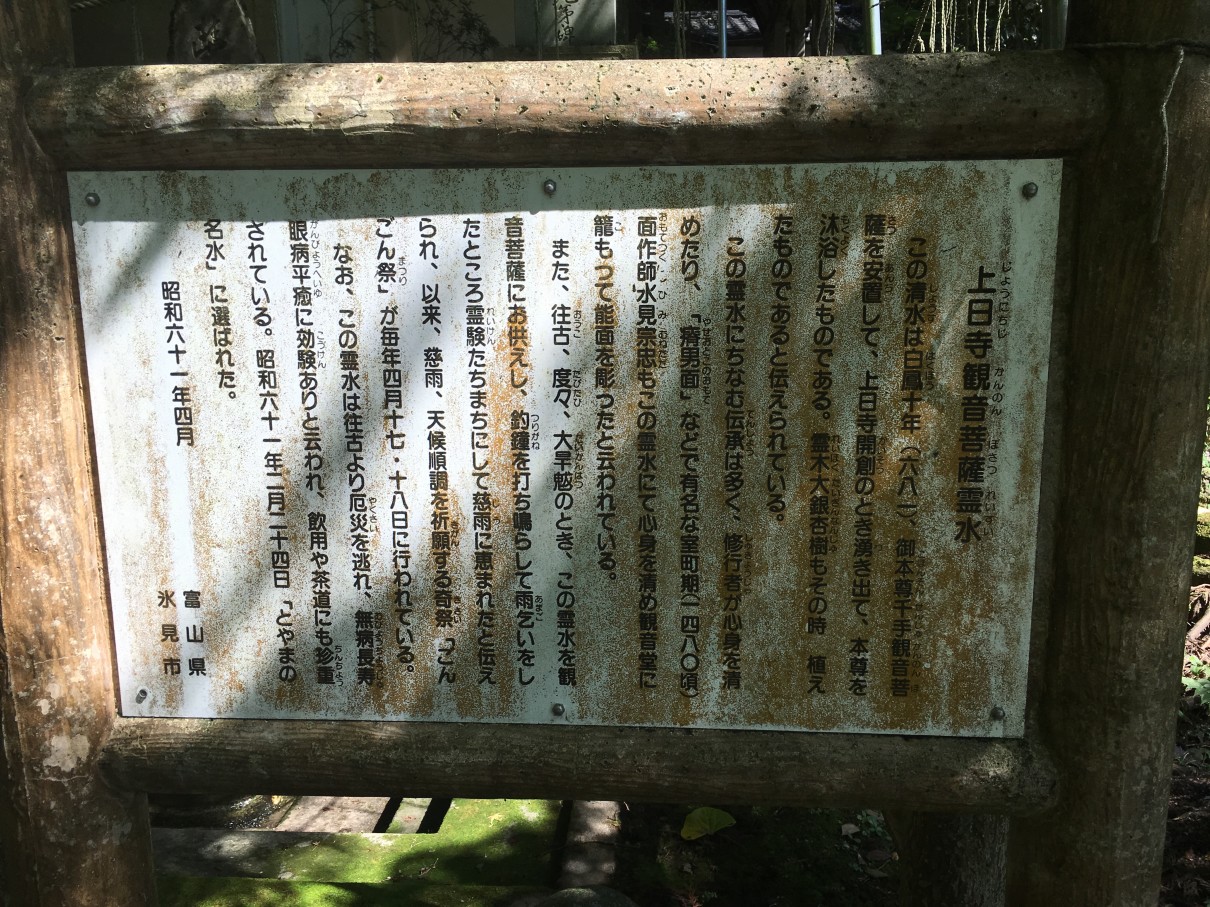 上日寺観音菩薩霊水
この清水は白鳳十年(六八一)、御本尊千手観音菩
薩を安置して、上日寺開創のとき湧き出て、本尊を
沐浴したものである。霊木大銀杏樹もその時 植え
たものであると伝えられている。
この霊水にちなむ伝承は多く、修行者が心身を清
めたり、「瘠男面」などで有名な室町期(一四八〇頃)
面作師氷見宗忠もこの霊水にて心身を清め観音堂に
籠もつて能面を彫つたと云われている。
また、往古、度々、大旱魃のとき、この霊水を観
音菩薩にお供えし、釣鐘を打ち鳴らして雨乞いをし
たところ霊験たちまちにして慈雨に恵まれたと伝え
られ、以来、慈雨、天候順調を祈願する奇祭「ごん
ごん祭」が毎年四月十七・十八日に行われている。
なお、この霊水は往古より厄災を逃れ、無病長寿
眼病平癒に効験ありと云われ、飲用や茶道にも珍重
されている。昭和六十一年二月二十四日「とやまの
名水」に選ばれた。
昭和六十一年四月
富山県
氷見市